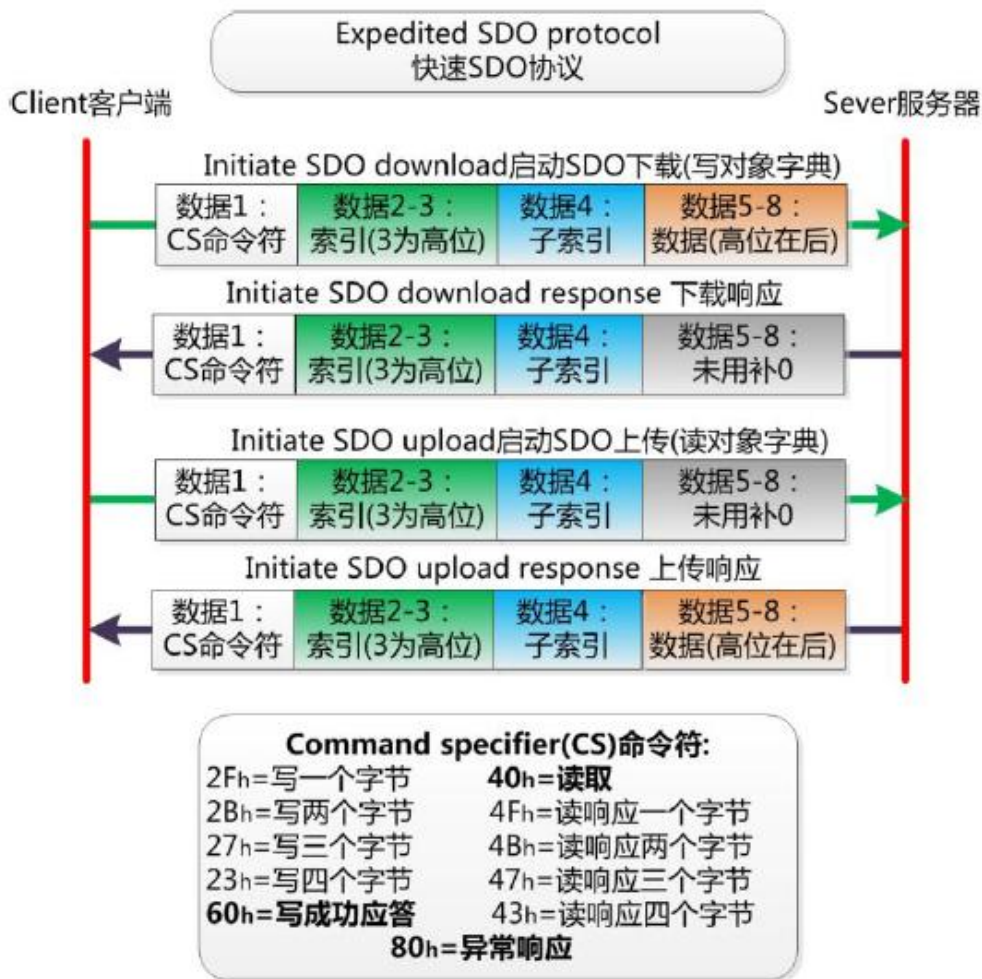 Expedited SDO protocol
快速SDO协议
Client客户端
Sever服务器
Initiate SDO download启动SDO下载(写对象字典)
数据1： 数据2-3： 数据4： 数据5-8：
CS命令符 索引(3为高位) 子索引 数据(高位在后)
Initiate SDO download response 下载响应
数据1： 数据2-3： 数据4： 数据5-8：
CS命令符 索引(3为高位) 子索引 未用补0
Initiate SDO upload启动SDO上传(读对象字典)
数据1： 数据2-3： 数据4： 数据5-8：
CS命令符 索引(3为高位) 子索引 未用补0
Initiate SDO upload response 上传响应
数据1： 数据2-3： 数据4： 数据5-8：
CS命令符 索引(3为高位) 子索引 数据(高位在后)
Command specifier(CS)命令符:
2Fh=写一个字节 40h=读取
2Bh=写两个字节 4Fh=读响应一个字节
27h=写三个字节 4Bh=读响应两个字节
23h=写四个字节 47h=读响应三个字节
60h=写成功应答 43h=读响应四个字节
80h=异常响应